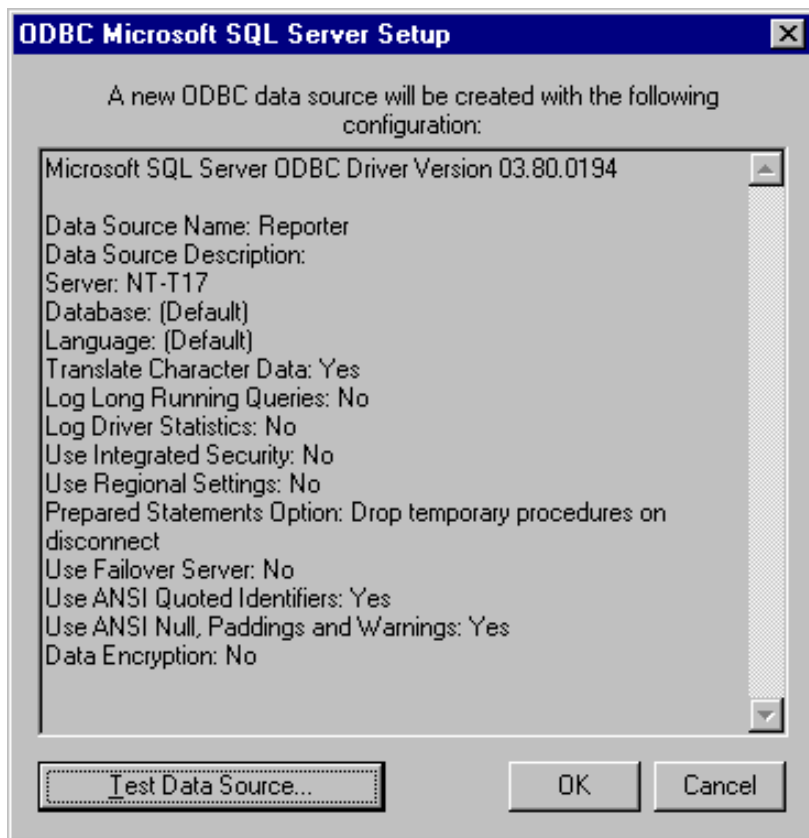 ODBC Microsoft SQL Server Setup
A new ODBC data source will be created with the following
configuration:
Microsoft SQL Server ODBC Driver Version 03.80.0194
Data Source Name: Reporter
Data Source Description:
Server: NT-T17
Database: (Default)
Language: (Default)
Translate Character Data: Yes
Log Long Running Queries: No
Log Driver Statistics: No
Use Integrated Security: No
Use Regional Settings: No
Prepared Statements Option: Drop temporary procedures on
disconnect
Use Failover Server: No
Use ANSI Quoted Identifiers: Yes
Use ANSI Null, Paddings and Warnings: Yes
Data Encryption: No
Test Data Source...
OK
Cancel